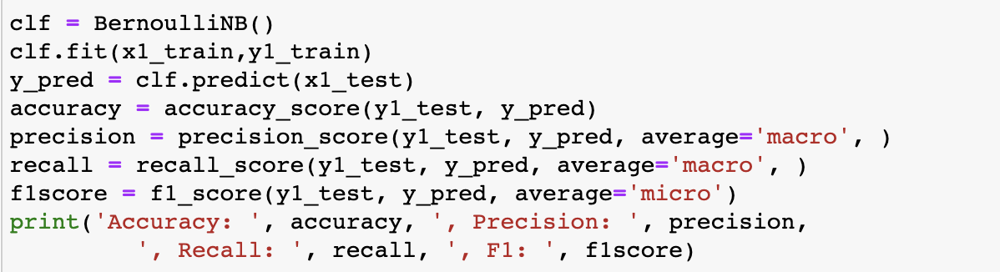 clf = BernoulliNB()
clf.fit(x1_train,y1_train)
y_pred = clf.predict(x1_test)
accuracy = accuracy_score(y1_test, y_pred)
precision = precision_score(y1_test, y_pred, average='macro', )
recall = recall_score(y1_test, y_pred, average='macro', )
f1score = f1_score(y1_test, y_pred, average='micro')
print('Accuracy: ', accuracy, ', Precision: ', precision,
         ', Recall: ', recall, ', F1: ', f1score)